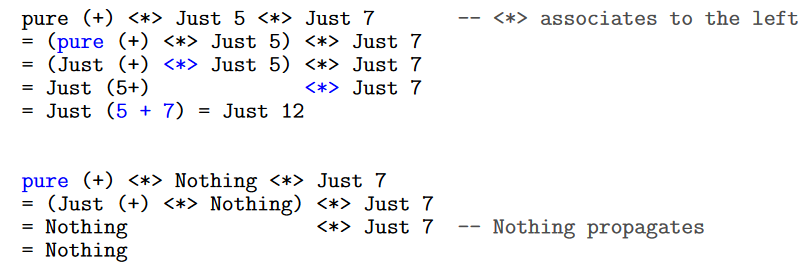 pure (+) <*> Just 5 <*> Just 7 -- <*> associates to the left
= (pure (+) <*> Just 5) <*> Just 7
= (Just (+) <*> Just 5) <*> Just 7
= Just (5+) <*> Just 7
= Just (5 + 7) = Just 12
pure (+) <*> Nothing <*> Just 7
= (Just (+) <*> Nothing) <*> Just 7
= Nothing <*> Just 7 -- Nothing propagates
= Nothing